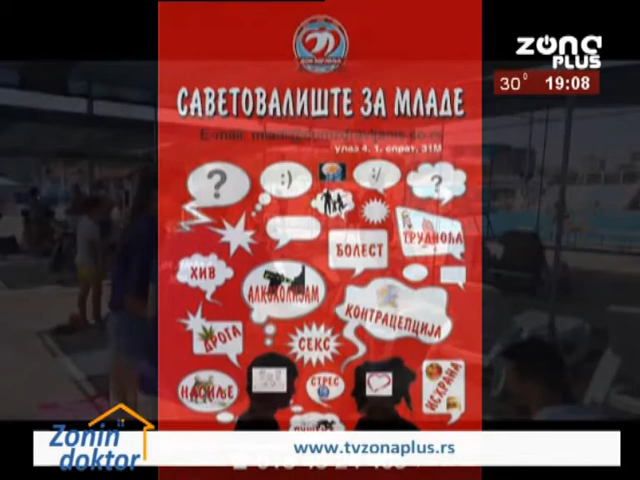 zona
PLUS
30° 19:08
САВЕТОВАЛИШТЕ ЗА МЛАДЕ
E-mail:
улаз 4, 1. спрат, 31М
?
:)
:/
?
БОЛЕСТ
ТРУДНОЋА
ХИВ
АЛКОХОЛИЗАМ
КОНТРАЦЕПЦИЈА
ДРОГА
СЕКС
НАСИЉЕ
СТРЕС
ИСХРАНА
Zonin
doktor
www.tvzonaplus.rs